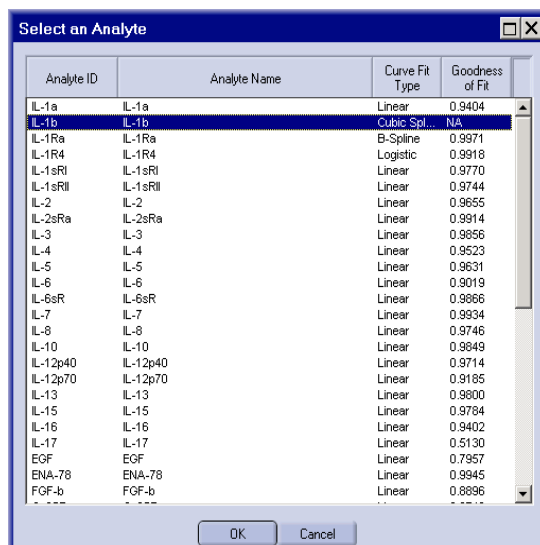 Select an Analyte
Analyte ID Analyte Name Curve Fit Type Goodness of Fit
IL-1a IL-1a Linear 0.9404
IL-1b IL-1b Cubic Spl... NA
IL-1Ra IL-1Ra B-Spline 0.9971
IL-1R4 IL-1R4 Logistic 0.9918
IL-1sRI IL-1sRI Linear 0.9770
IL-1sRII IL-1sRII Linear 0.9744
IL-2 IL-2 Linear 0.9655
IL-2sRa IL-2sRa Linear 0.9914
IL-3 IL-3 Linear 0.9856
IL-4 IL-4 Linear 0.9523
IL-5 IL-5 Linear 0.9631
IL-6 IL-6 Linear 0.9019
IL-6sR IL-6sR Linear 0.9866
IL-7 IL-7 Linear 0.9934
IL-8 IL-8 Linear 0.9746
IL-10 IL-10 Linear 0.9849
IL-12p40 IL-12p40 Linear 0.9714
IL-12p70 IL-12p70 Linear 0.9185
IL-13 IL-13 Linear 0.9800
IL-15 IL-15 Linear 0.9784
IL-16 IL-16 Linear 0.9402
IL-17 IL-17 Linear 0.5130
EGF EGF Linear 0.7957
ENA-78 ENA-78 Linear 0.9945
FGF-b FGF-b Linear 0.8896
OK Cancel